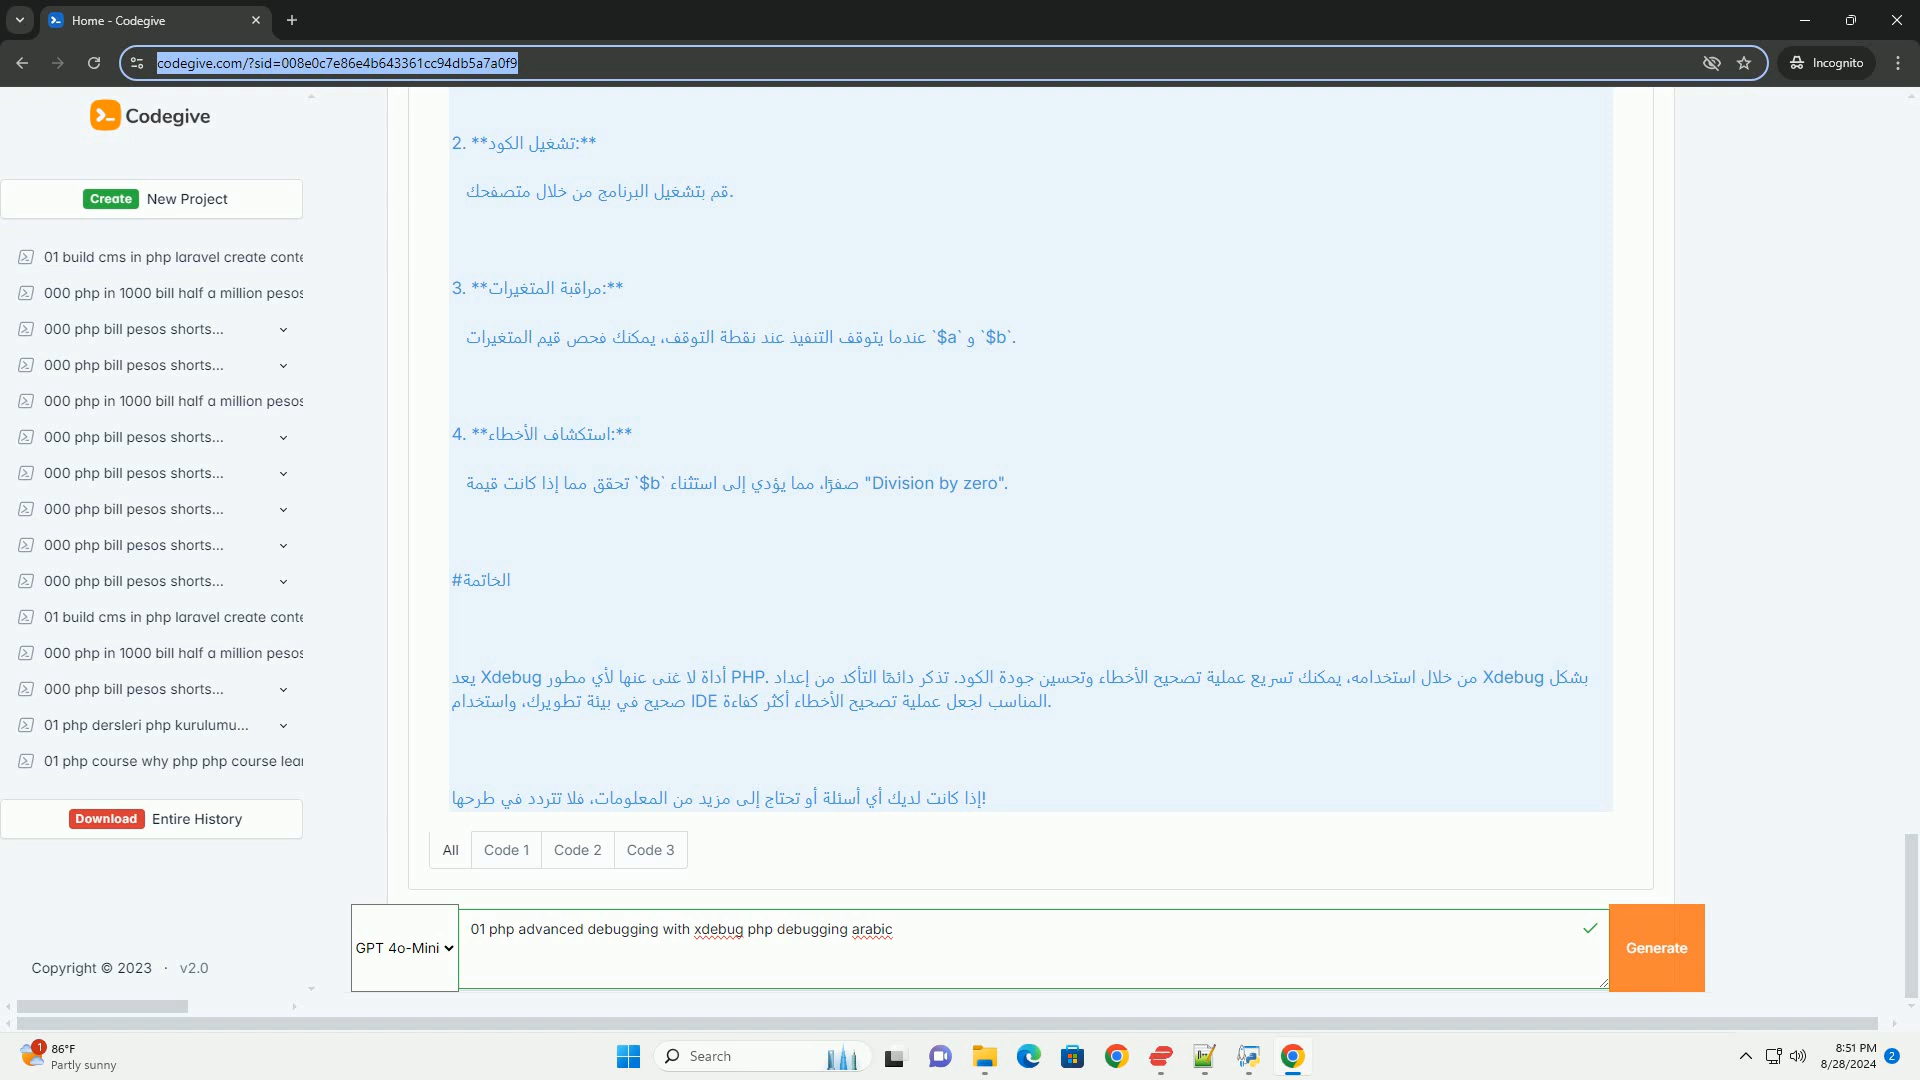 Home - Codegive
codegive.com/?sid=008e0c7e86e4b643361cc94db5a7a0f9
Incognito
Codegive
Create New Project
01 build cms in php laravel create conte
000 php in 1000 bill half a million pesos
000 php bill pesos shorts...
000 php bill pesos shorts...
000 php in 1000 bill half a million pesos
000 php bill pesos shorts...
000 php bill pesos shorts...
000 php bill pesos shorts...
000 php bill pesos shorts...
000 php bill pesos shorts...
01 build cms in php laravel create conte
000 php in 1000 bill half a million pesos
000 php bill pesos shorts...
01 php dersleri php kurulumu...
01 php course why php php course lear
Download Entire History
Copyright © 2023 · v2.0
2. **تشغيل الكود:**
قم بتشغيل البرنامج من خلال متصفحك.
3. **مراقبة المتغيرات:**
عندما يتوقف التنفيذ عند نقطة التوقف، يمكنك فحص قيم المتغيرات `$a` و `$b`.
4. **استكشاف الأخطاء:**
تحقق مما إذا كانت قيمة `$b` صفرًا، مما يؤدي إلى استثناء "Division by zero".
#الخاتمة
يعد Xdebug أداة لا غنى عنها لأي مطور PHP. من خلال استخدامه، يمكنك تسريع عملية تصحيح الأخطاء وتحسين جودة الكود. تذكر دائمًا التأكد من إعداد Xdebug بشكل
صحيح في بيئة تطويرك، واستخدام IDE المناسب لجعل عملية تصحيح الأخطاء أكثر كفاءة.
إذا كانت لديك أي أسئلة أو تحتاج إلى مزيد من المعلومات، فلا تتردد في طرحها!
All Code 1 Code 2 Code 3
GPT 4o-Mini
01 php advanced debugging with xdebug php debugging arabic
Generate
1
86°F
Partly sunny
Search
8:51 PM
8/28/2024
2